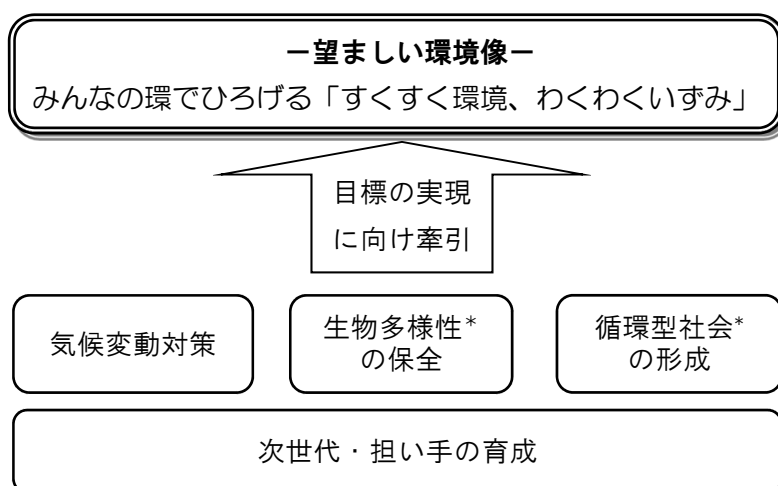 －望ましい環境像－
みんなの環でひろげる「すくすく環境、わくわくいずみ」
目標の実現
に向け牽引
気候変動対策
生物多様性*
の保全
循環型社会*
の形成
次世代・担い手の育成